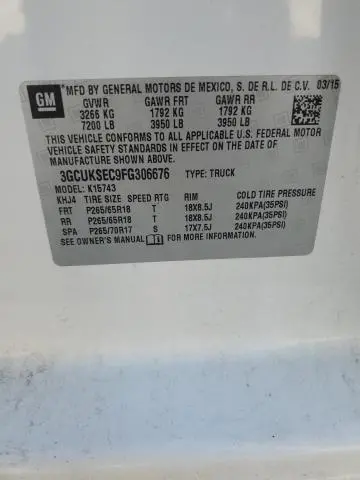 GM
MFD BY GENERAL MOTORS DE MEXICO, S. DE R.L. DE C.V. 03/15
GVWR GAWR FRT GAWR RR
3266 KG 1792 KG 1792 KG
7200 LB 3950 LB 3950 LB
THIS VEHICLE CONFORMS TO ALL APPLICABLE U.S. FEDERAL MOTOR
VEHICLE SAFETY STANDARDS IN EFFECT ON THE DATE OF
MANUFACTURE SHOWN ABOVE.
3GCUKSEC9FG306676 TYPE: TRUCK
MODEL: K15743
KHJ4 TIRE SIZE SPEED RTG RIM COLD TIRE PRESSURE
FRT P265/65R18 T 18X8.5J 240KPA(35PSI)
RR P265/65R18 T 18X8.5J 240KPA(35PSI)
SPA P265/70R17 S 17X7.5J 240KPA(35PSI)
SEE OWNER'S MANUAL FOR MORE INFORMATION.